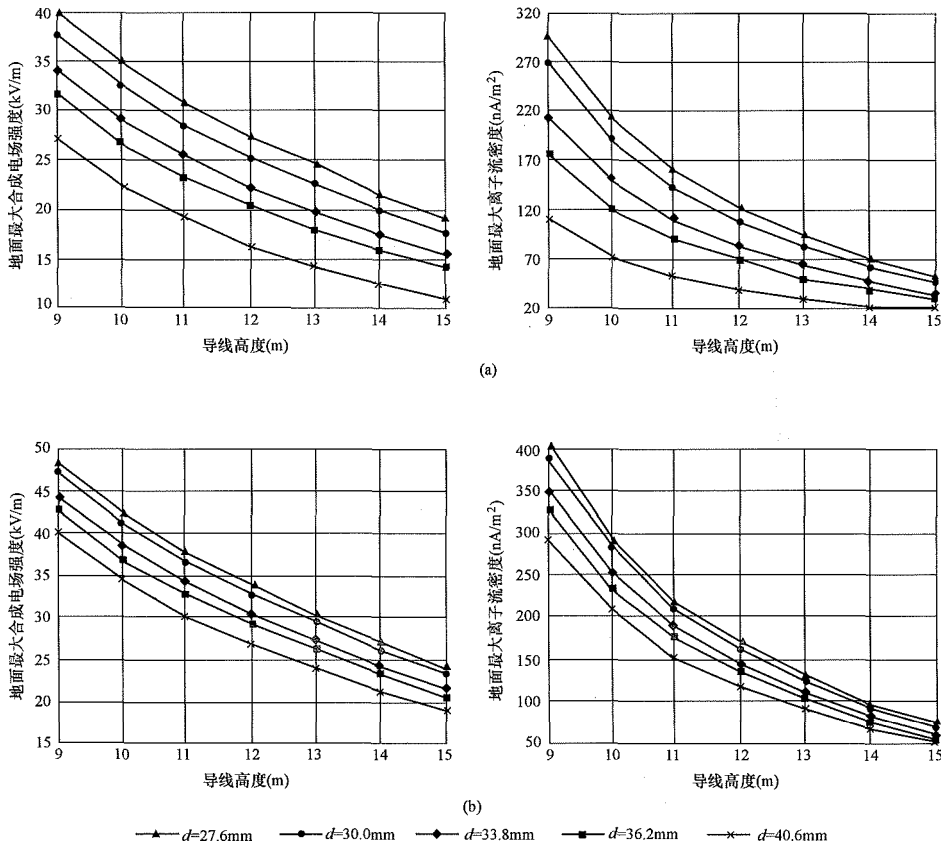 地面最大合成电场强度(kV/m)
40
35
30
25
20
15
10
9 10 11 12 13 14 15
导线高度(m)
地面最大离子流密度(nA/m²)
320
270
220
170
120
70
20
9 10 11 12 13 14 15
导线高度(m)
(a)
地面最大合成电场强度(kV/m)
50
45
40
35
30
25
20
15
9 10 11 12 13 14 15
导线高度(m)
地面最大离子流密度(nA/m²)
400
350
300
250
200
150
100
50
9 10 11 12 13 14 15
导线高度(m)
(b)
d=27.6mm d=30.0mm d=33.8mm d=36.2mm d=40.6mm